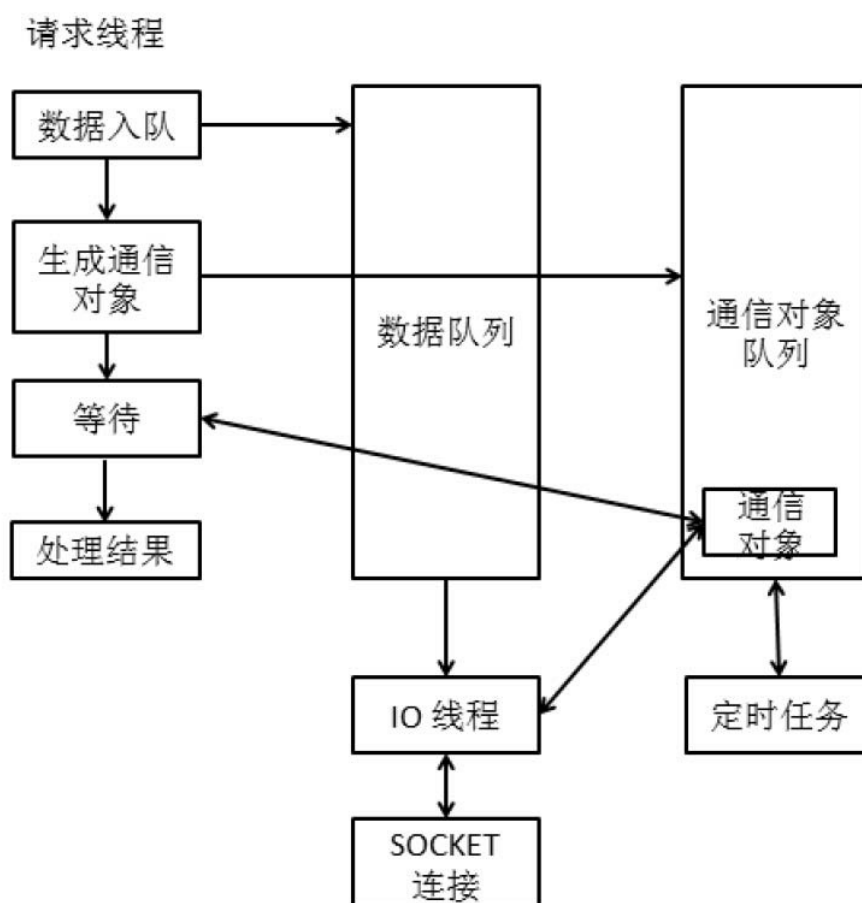 请求线程
数据入队
生成通信
对象
等待
处理结果
数据队列
通信对象
队列
通信
对象
IO 线程
定时任务
SOCKET
连接